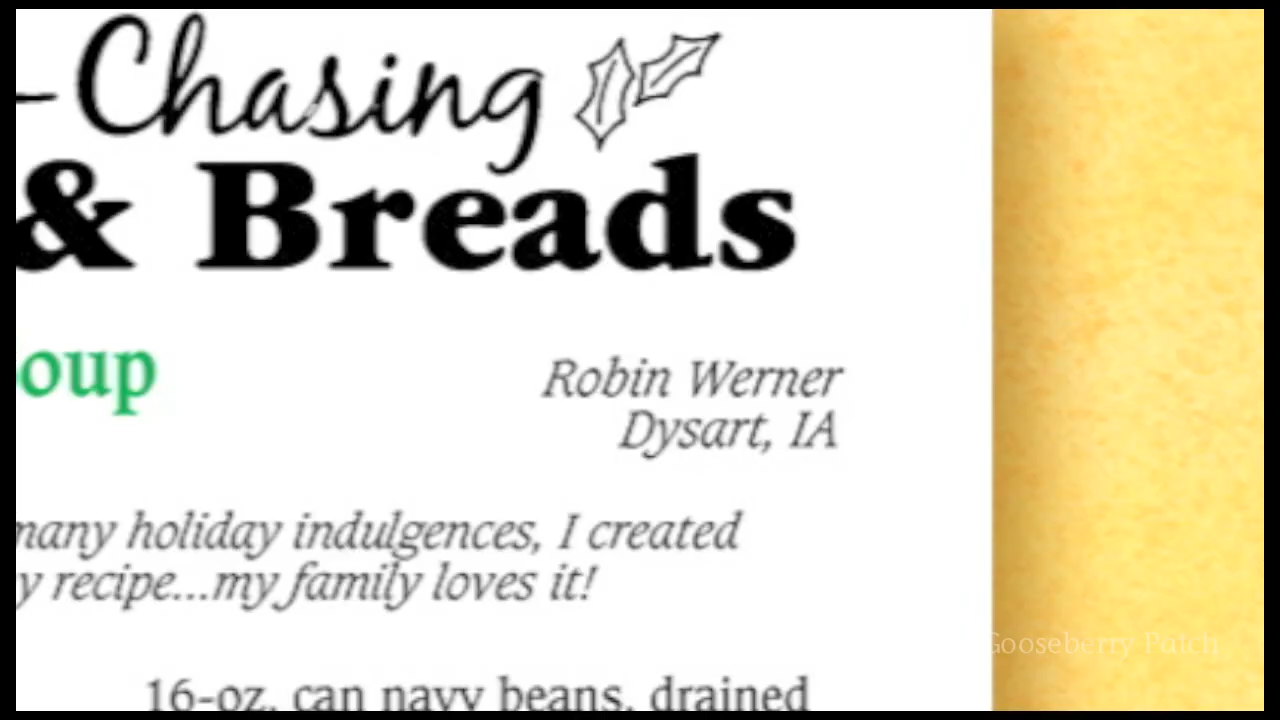 -Chasing
& Breads
oup
Robin Werner
Dysart, IA
many holiday indulgences, I created
y recipe...my family loves it!
Gooseberry Patch
16-oz. can navy beans, drained